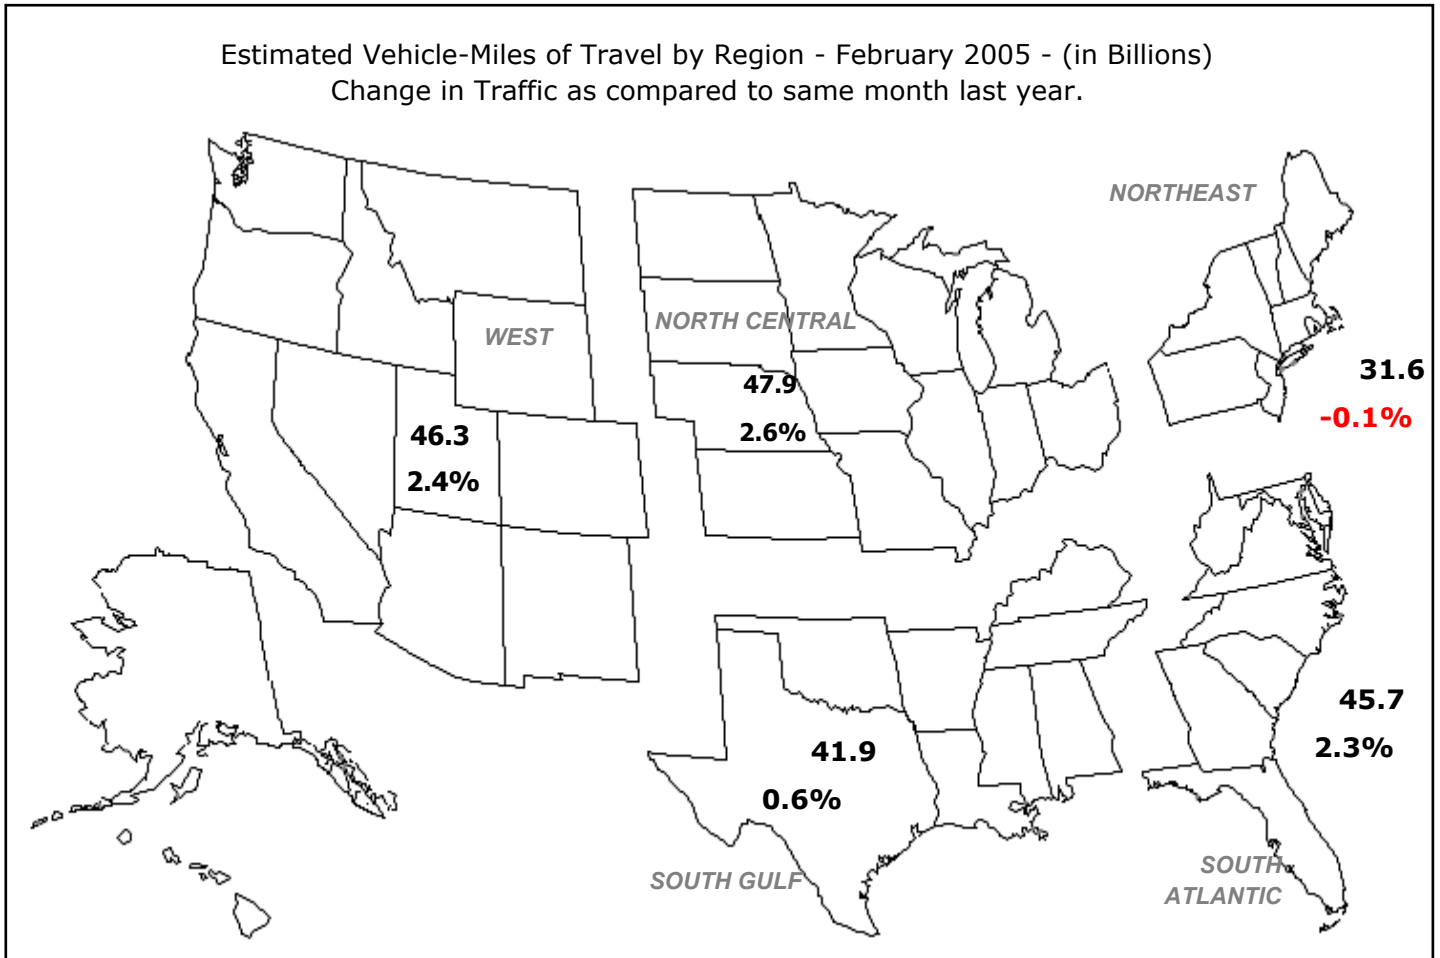 Estimated Vehicle-Miles of Travel by Region - February 2005 - (in Billions)
Change in Traffic as compared to same month last year.
NORTHEAST
31.6
-0.1%
WEST
46.3
2.4%
NORTH CENTRAL
47.9
2.6%
SOUTH GULF
41.9
0.6%
45.7
2.3%
SOUTH
ATLANTIC